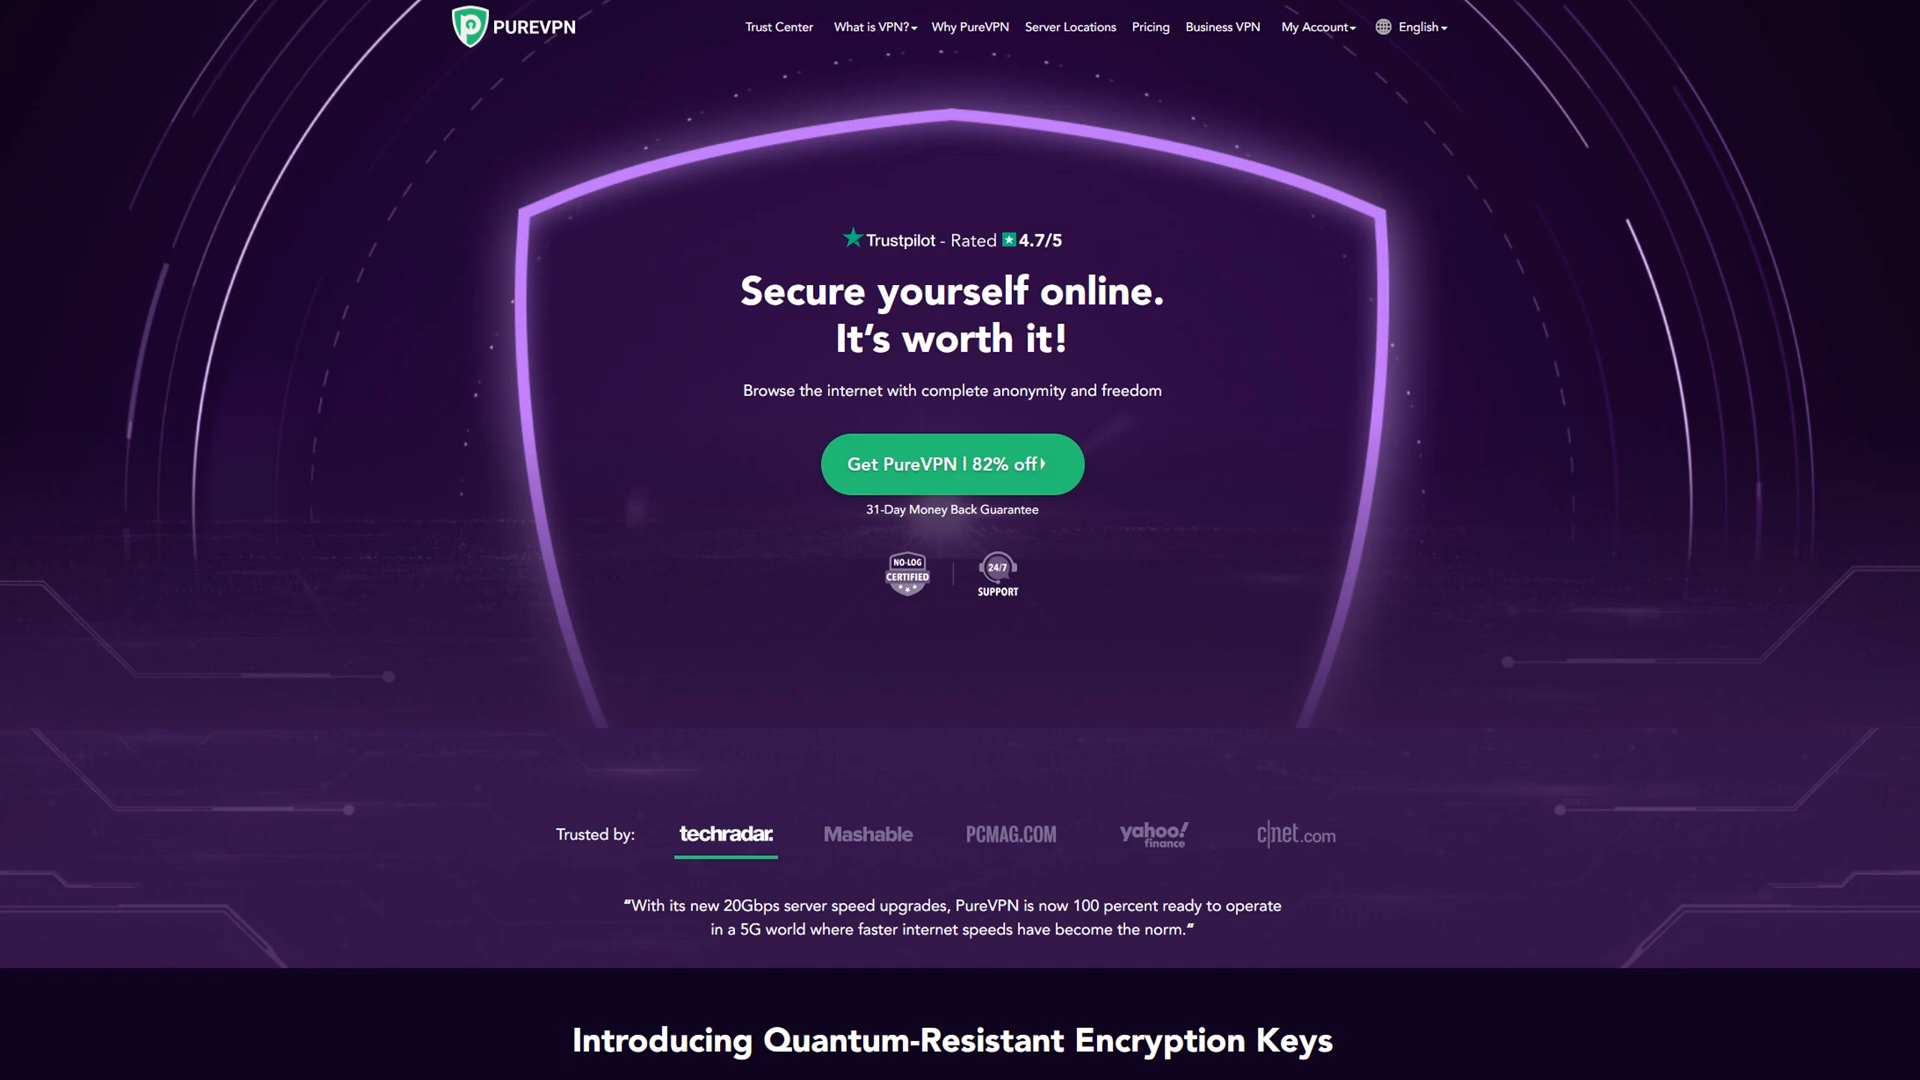 PUREVPN
Trust Center What is VPN? Why PureVPN Server Locations Pricing Business VPN My Account English
Trustpilot - Rated 4.7/5
Secure yourself online.
It's worth it!
Browse the internet with complete anonymity and freedom
Get PureVPN | 82% off
31-Day Money Back Guarantee
NO-LOG
CERTIFIED
24/7
SUPPORT
Trusted by: techradar. Mashable PCMAG.COM yahoo! finance c|net.com
“With its new 20Gbps server speed upgrades, PureVPN is now 100 percent ready to operate
in a 5G world where faster internet speeds have become the norm.“
Introducing Quantum-Resistant Encryption Keys